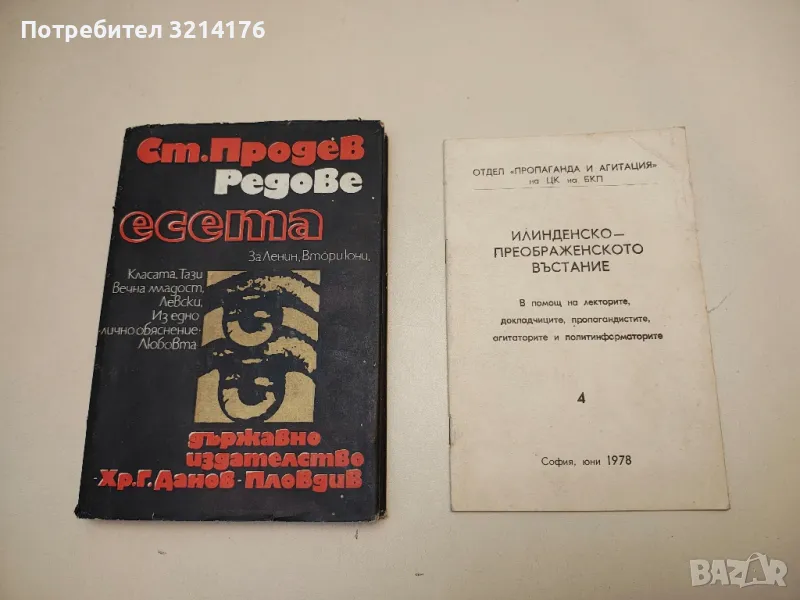 Потребител 3214176
Ст. Продев
Редове
есета
За Ленин, Втори юни,
Класата, Тази
вечна младост,
Левски,
Из едно
-лично обяснение-
Любовта
държавно
издателство
-Хр.Г. Данов - Пловдив
ОТДЕЛ «ПРОПАГАНДА И АГИТАЦИЯ»
на ЦК на БКП
ИЛИНДЕНСКО—
ПРЕОБРАЖЕНСКОТО
ВЪСТАНИЕ
В помощ на лекторите,
докладчиците, пропагандистите,
агитаторите и политинформаторите
4
София, юни 1978
BAZAR